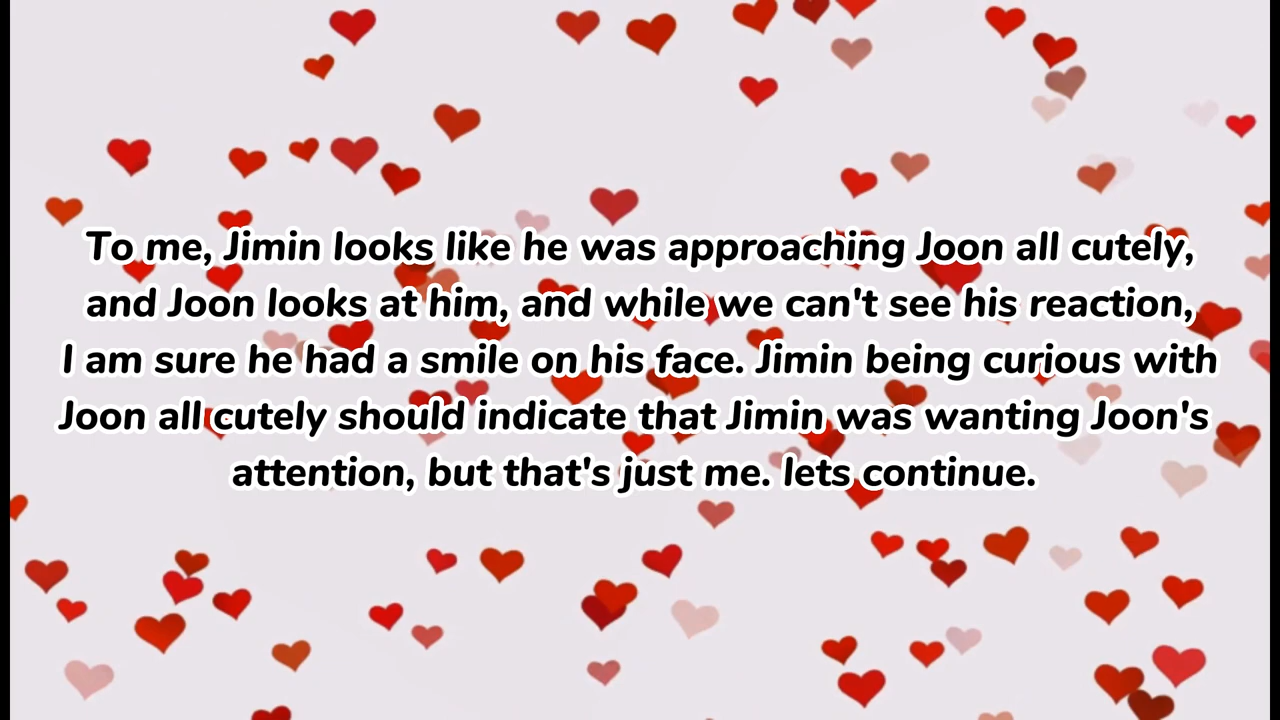 To me, Jimin looks like he was approaching Joon all cutely,
and Joon looks at him, and while we can't see his reaction,
I am sure he had a smile on his face. Jimin being curious with
Joon all cutely should indicate that Jimin was wanting Joon's
attention, but that's just me. lets continue.